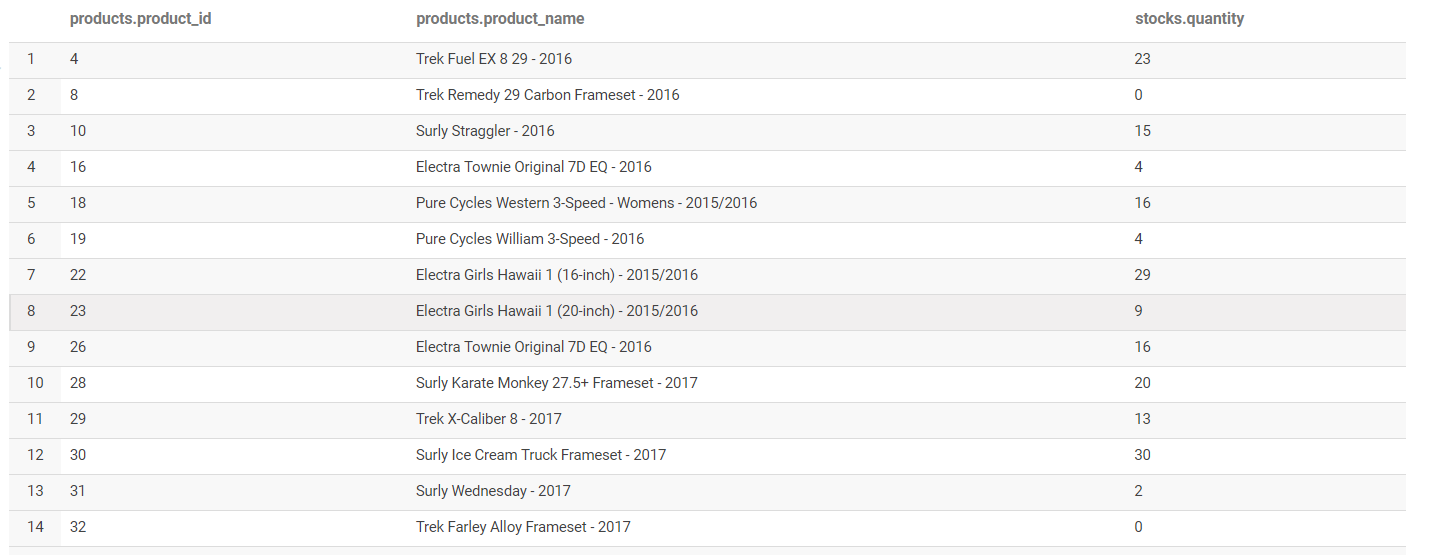 products.product_id products.product_name stocks.quantity
1 4 Trek Fuel EX 8 29 - 2016 23
2 8 Trek Remedy 29 Carbon Frameset - 2016 0
3 10 Surly Straggler - 2016 15
4 16 Electra Townie Original 7D EQ - 2016 4
5 18 Pure Cycles Western 3-Speed - Womens - 2015/2016 16
6 19 Pure Cycles William 3-Speed - 2016 4
7 22 Electra Girls Hawaii 1 (16-inch) - 2015/2016 29
8 23 Electra Girls Hawaii 1 (20-inch) - 2015/2016 9
9 26 Electra Townie Original 7D EQ - 2016 16
10 28 Surly Karate Monkey 27.5+ Frameset - 2017 20
11 29 Trek X-Caliber 8 - 2017 13
12 30 Surly Ice Cream Truck Frameset - 2017 30
13 31 Surly Wednesday - 2017 2
14 32 Trek Farley Alloy Frameset - 2017 0